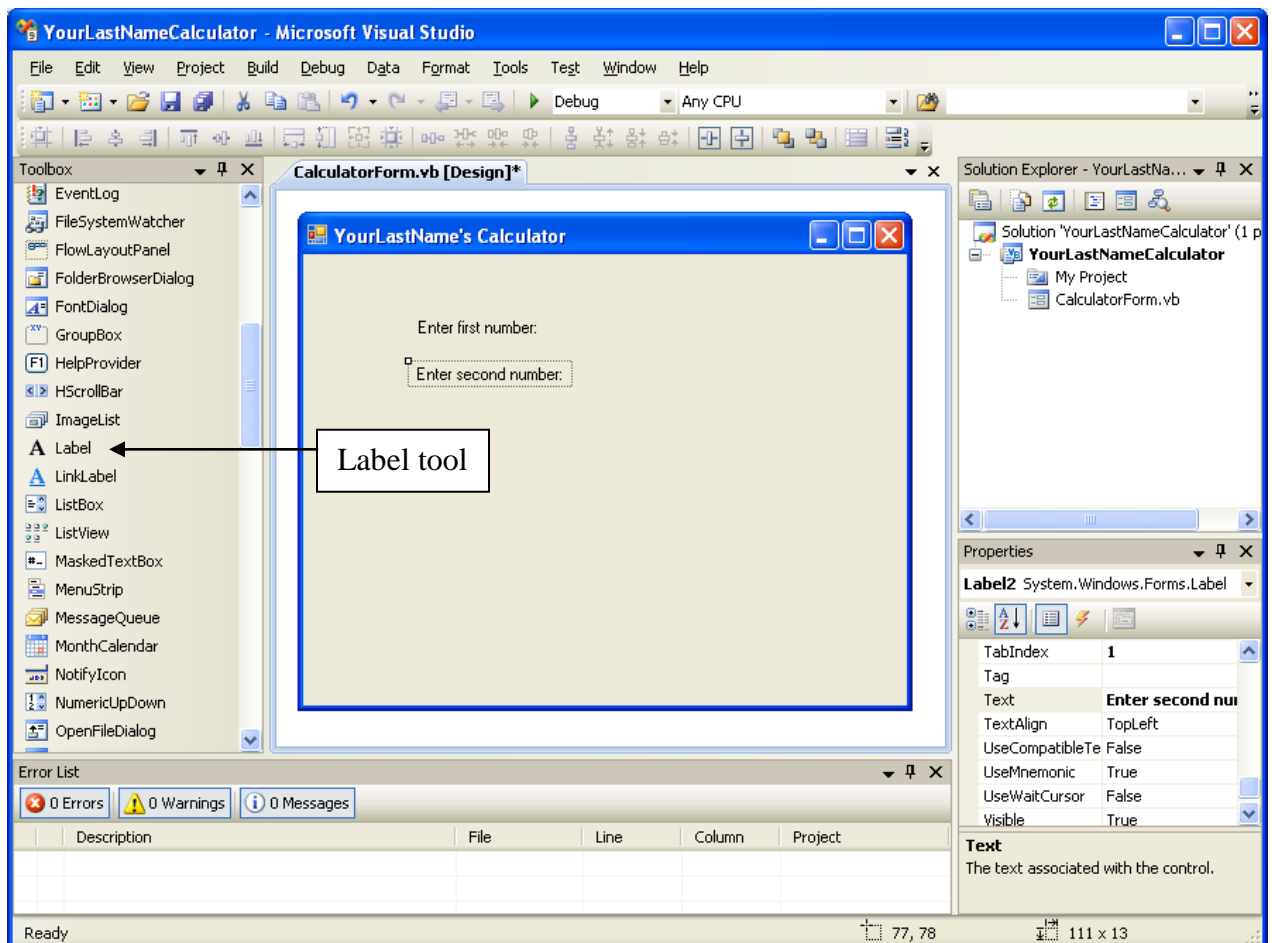 YourLastNameCalculator - Microsoft Visual Studio
File Edit View Project Build Debug Data Format Tools Test Window Help
Debug Any CPU
Toolbox
EventLog
FileSystemWatcher
FlowLayoutPanel
FolderBrowserDialog
FontDialog
GroupBox
HelpProvider
HScrollBar
ImageList
A Label
A LinkLabel
ListBox
ListView
MaskedTextBox
MenuStrip
MessageQueue
MonthCalendar
NotifyIcon
NumericUpDown
OpenFileDialog
CalculatorForm.vb [Design]*
YourLastName's Calculator
Enter first number:
Enter second number:
Label tool
Solution Explorer - YourLastNa...
Solution 'YourLastNameCalculator' (1 p
YourLastNameCalculator
My Project
CalculatorForm.vb
Properties
Label2 System.Windows.Forms.Label
TabIndex 1
Tag
Text Enter second nu
TextAlign TopLeft
UseCompatibleTe False
UseMnemonic True
UseWaitCursor False
Visible True
Text
The text associated with the control.
Error List
0 Errors 0 Warnings 0 Messages
Description File Line Column Project
Ready 77, 78 111 x 13